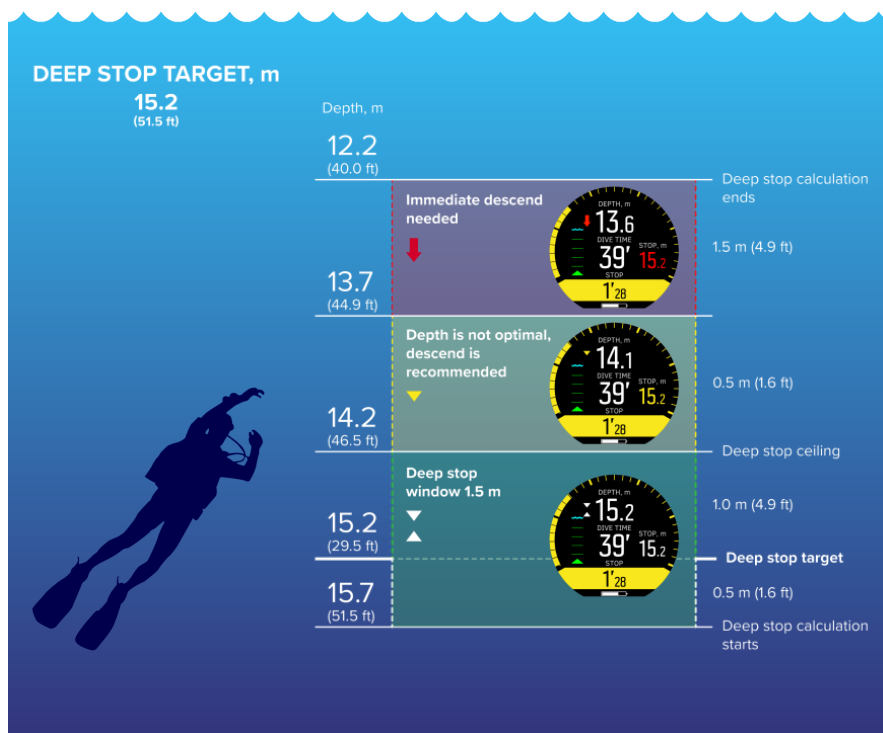 DEEP STOP TARGET, m
15.2
(51.5 ft)
Depth, m
12.2
(40.0 ft)
Deep stop calculation
ends
Immediate descend
needed
DEPTH, m
13.6
DIVE TIME
STOP, m
39'
15.2
STOP
1'28
1.5 m (4.9 ft)
13.7
(44.9 ft)
Depth is not optimal,
descend is
recommended
DEPTH, m
14.1
DIVE TIME
STOP, m
39'
15.2
STOP
1'28
0.5 m (1.6 ft)
14.2
(46.5 ft)
Deep stop ceiling
Deep stop
window 1.5 m
DEPTH, m
15.2
DIVE TIME
STOP, m
39'
15.2
STOP
1'28
1.0 m (4.9 ft)
15.2
(29.5 ft)
Deep stop target
15.7
(51.5 ft)
0.5 m (1.6 ft)
Deep stop calculation
starts